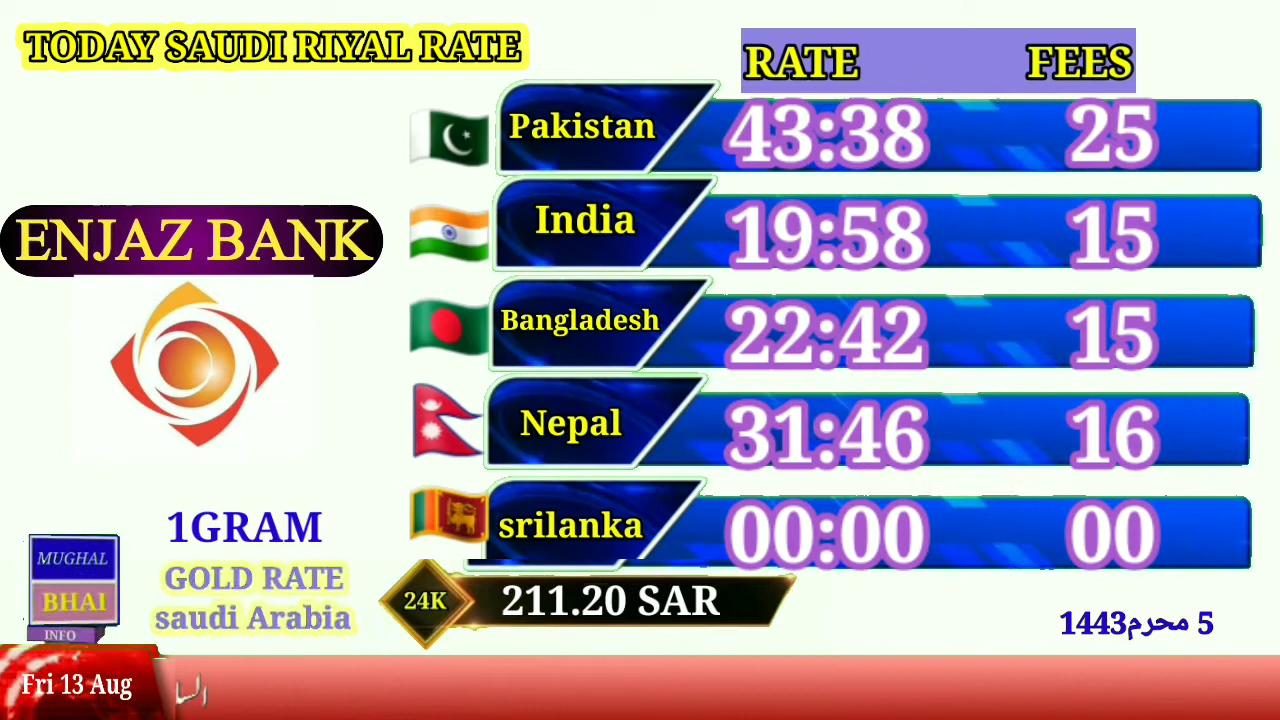 TODAY SAUDI RIYAL RATE
RATE FEES
Pakistan 43:38 25
India 19:58 15
ENJAZ BANK
Bangladesh 22:42 15
Nepal 31:46 16
srilanka 00:00 00
1GRAM
GOLD RATE
saudi Arabia
24K 211.20 SAR
MUGHAL
BHAI
INFO
5 محرم1443
Fri 13 Aug